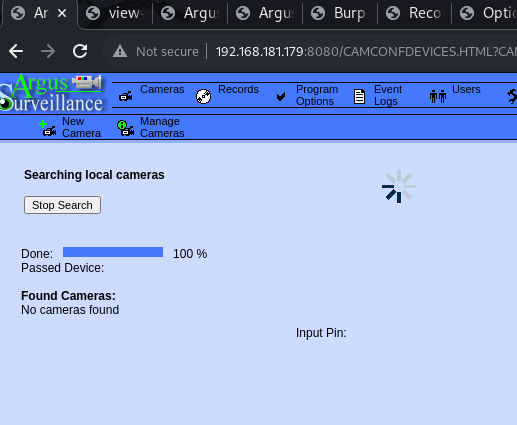 Ar
view-
Argus
Argus
Burp
Reco
Optic
Not secure
192.168.181.179:8080/CAMCONFDEVICES.HTML?CAM
Argus
Surveillance
Cameras
Records
Program
Options
Event
Logs
Users
New
Camera
Manage
Cameras
Searching local cameras
Stop Search
Done: 100 %
Passed Device:
Found Cameras:
No cameras found
Input Pin: